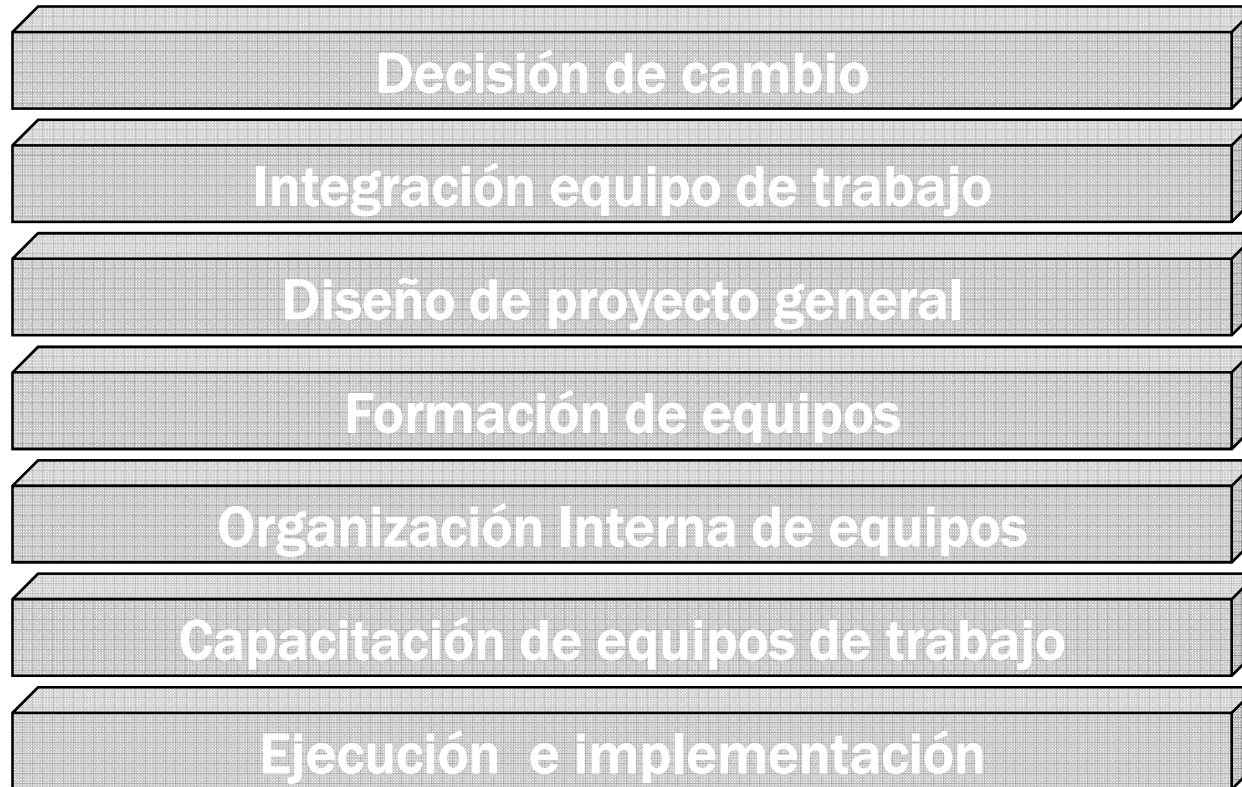 Decisión de cambio
Integración equipo de trabajo
Diseño de proyecto general
Formación de equipos
Organización Interna de equipos
Capacitación de equipos de trabajo
Ejecución  e implementación